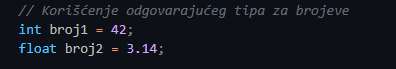 // Korišćenje odgovarajućeg tipa za brojeve
int broj1 = 42;
float broj2 = 3.14;